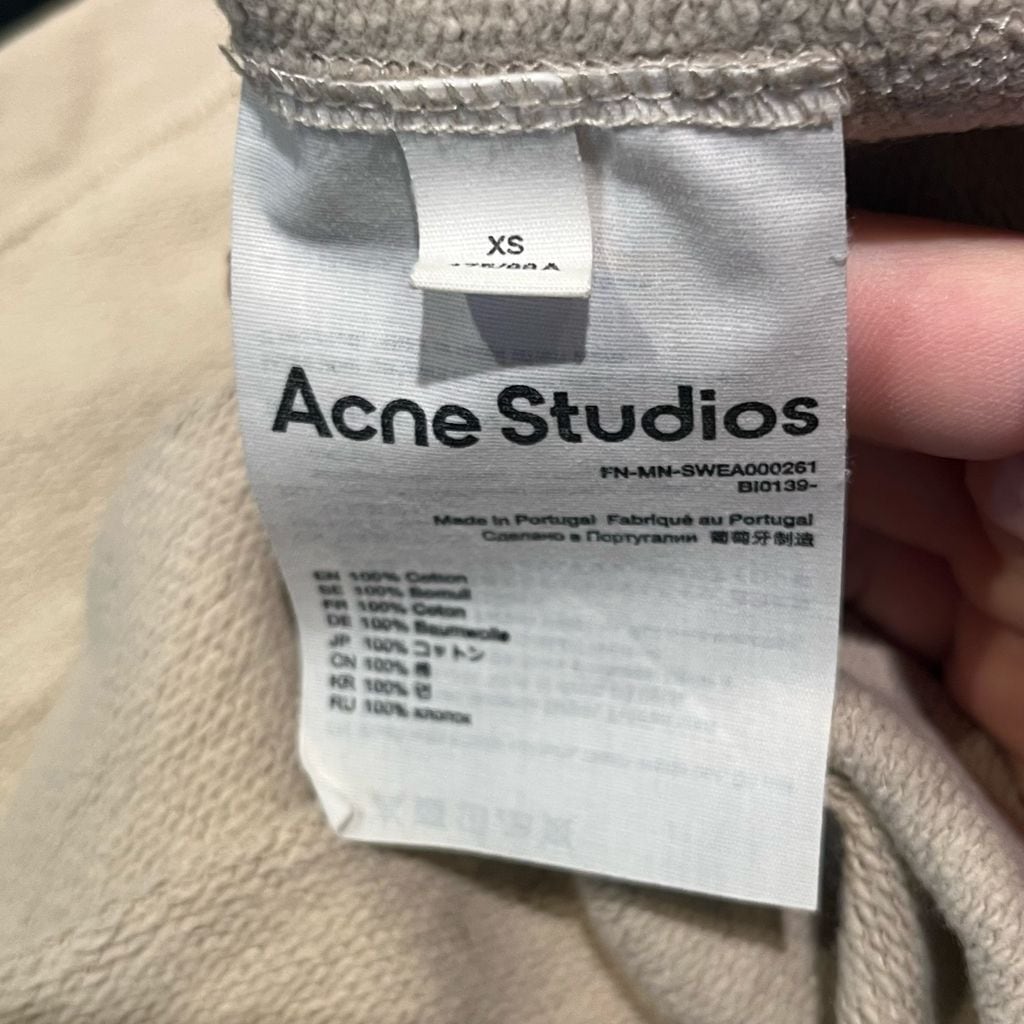 XS
Acne Studios
FN-MN-SWEA000261
BI0139-
Made in Portugal Fabriqué au Portugal
Сделано в Португалии 葡萄牙制造
EN 100% Cotton
SE 100% Bomull
FR 100% Coton
DE 100% Baumwolle
JP 100% コットン
CN 100% 棉
KR 100% 면
RU 100% хлопок